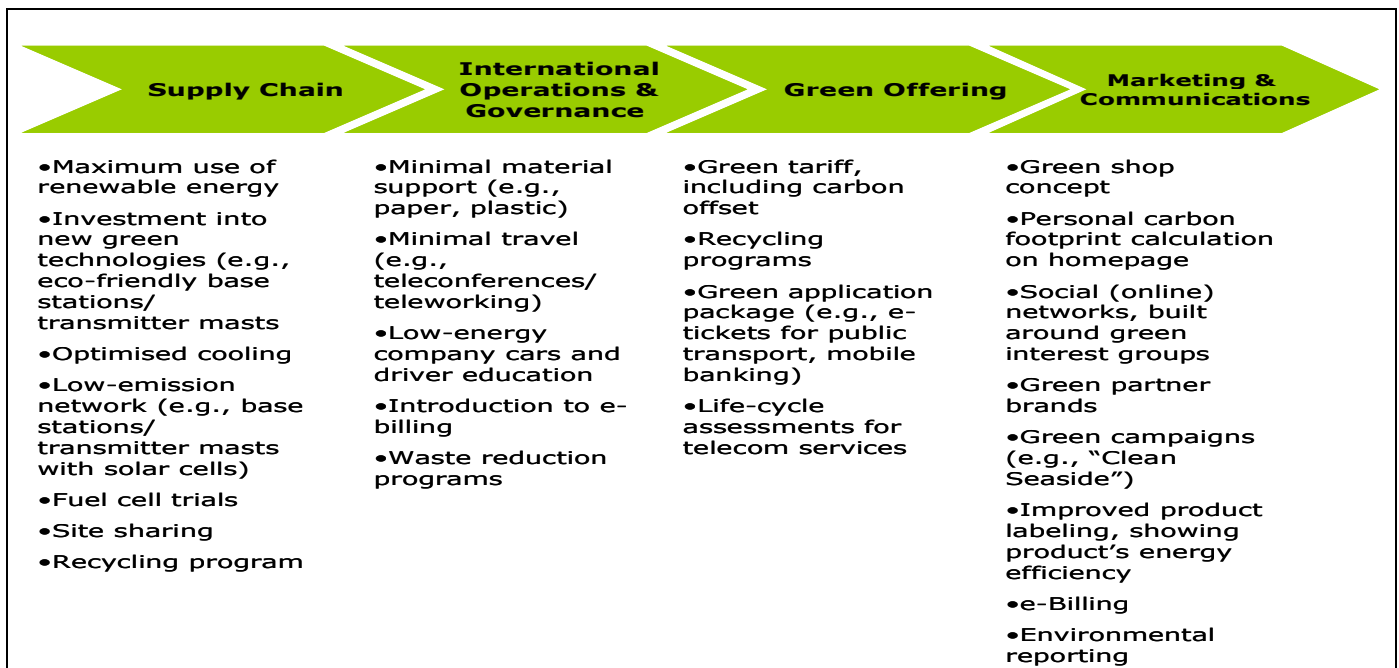 Supply Chain
International
Operations &
Governance
Green Offering
Marketing &
Communications
•Maximum use of
renewable energy
•Investment into
new green
technologies (e.g.,
eco-friendly base
stations/
transmitter masts
•Optimised cooling
•Low-emission
network (e.g., base
stations/
transmitter masts
with solar cells)
•Fuel cell trials
•Site sharing
•Recycling program
•Minimal material
support (e.g.,
paper, plastic)
•Minimal travel
(e.g.,
teleconferences/
teleworking)
•Low-energy
company cars and
driver education
•Introduction to e-
billing
•Waste reduction
programs
•Green tariff,
including carbon
offset
•Recycling
programs
•Green application
package (e.g., e-
tickets for public
transport, mobile
banking)
•Life-cycle
assessments for
telecom services
•Green shop
concept
•Personal carbon
footprint calculation
on homepage
•Social (online)
networks, built
around green
interest groups
•Green partner
brands
•Green campaigns
(e.g., “Clean
Seaside”)
•Improved product
labeling, showing
product’s energy
efficiency
•e-Billing
•Environmental
reporting